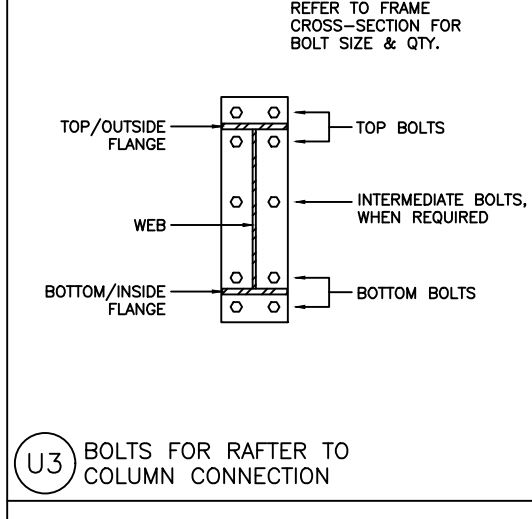 REFER TO FRAME
CROSS-SECTION FOR
BOLT SIZE & QTY.
TOP/OUTSIDE
FLANGE
TOP BOLTS
INTERMEDIATE BOLTS,
WHEN REQUIRED
WEB
BOTTOM/INSIDE
FLANGE
BOTTOM BOLTS
U3
BOLTS FOR RAFTER TO
COLUMN CONNECTION